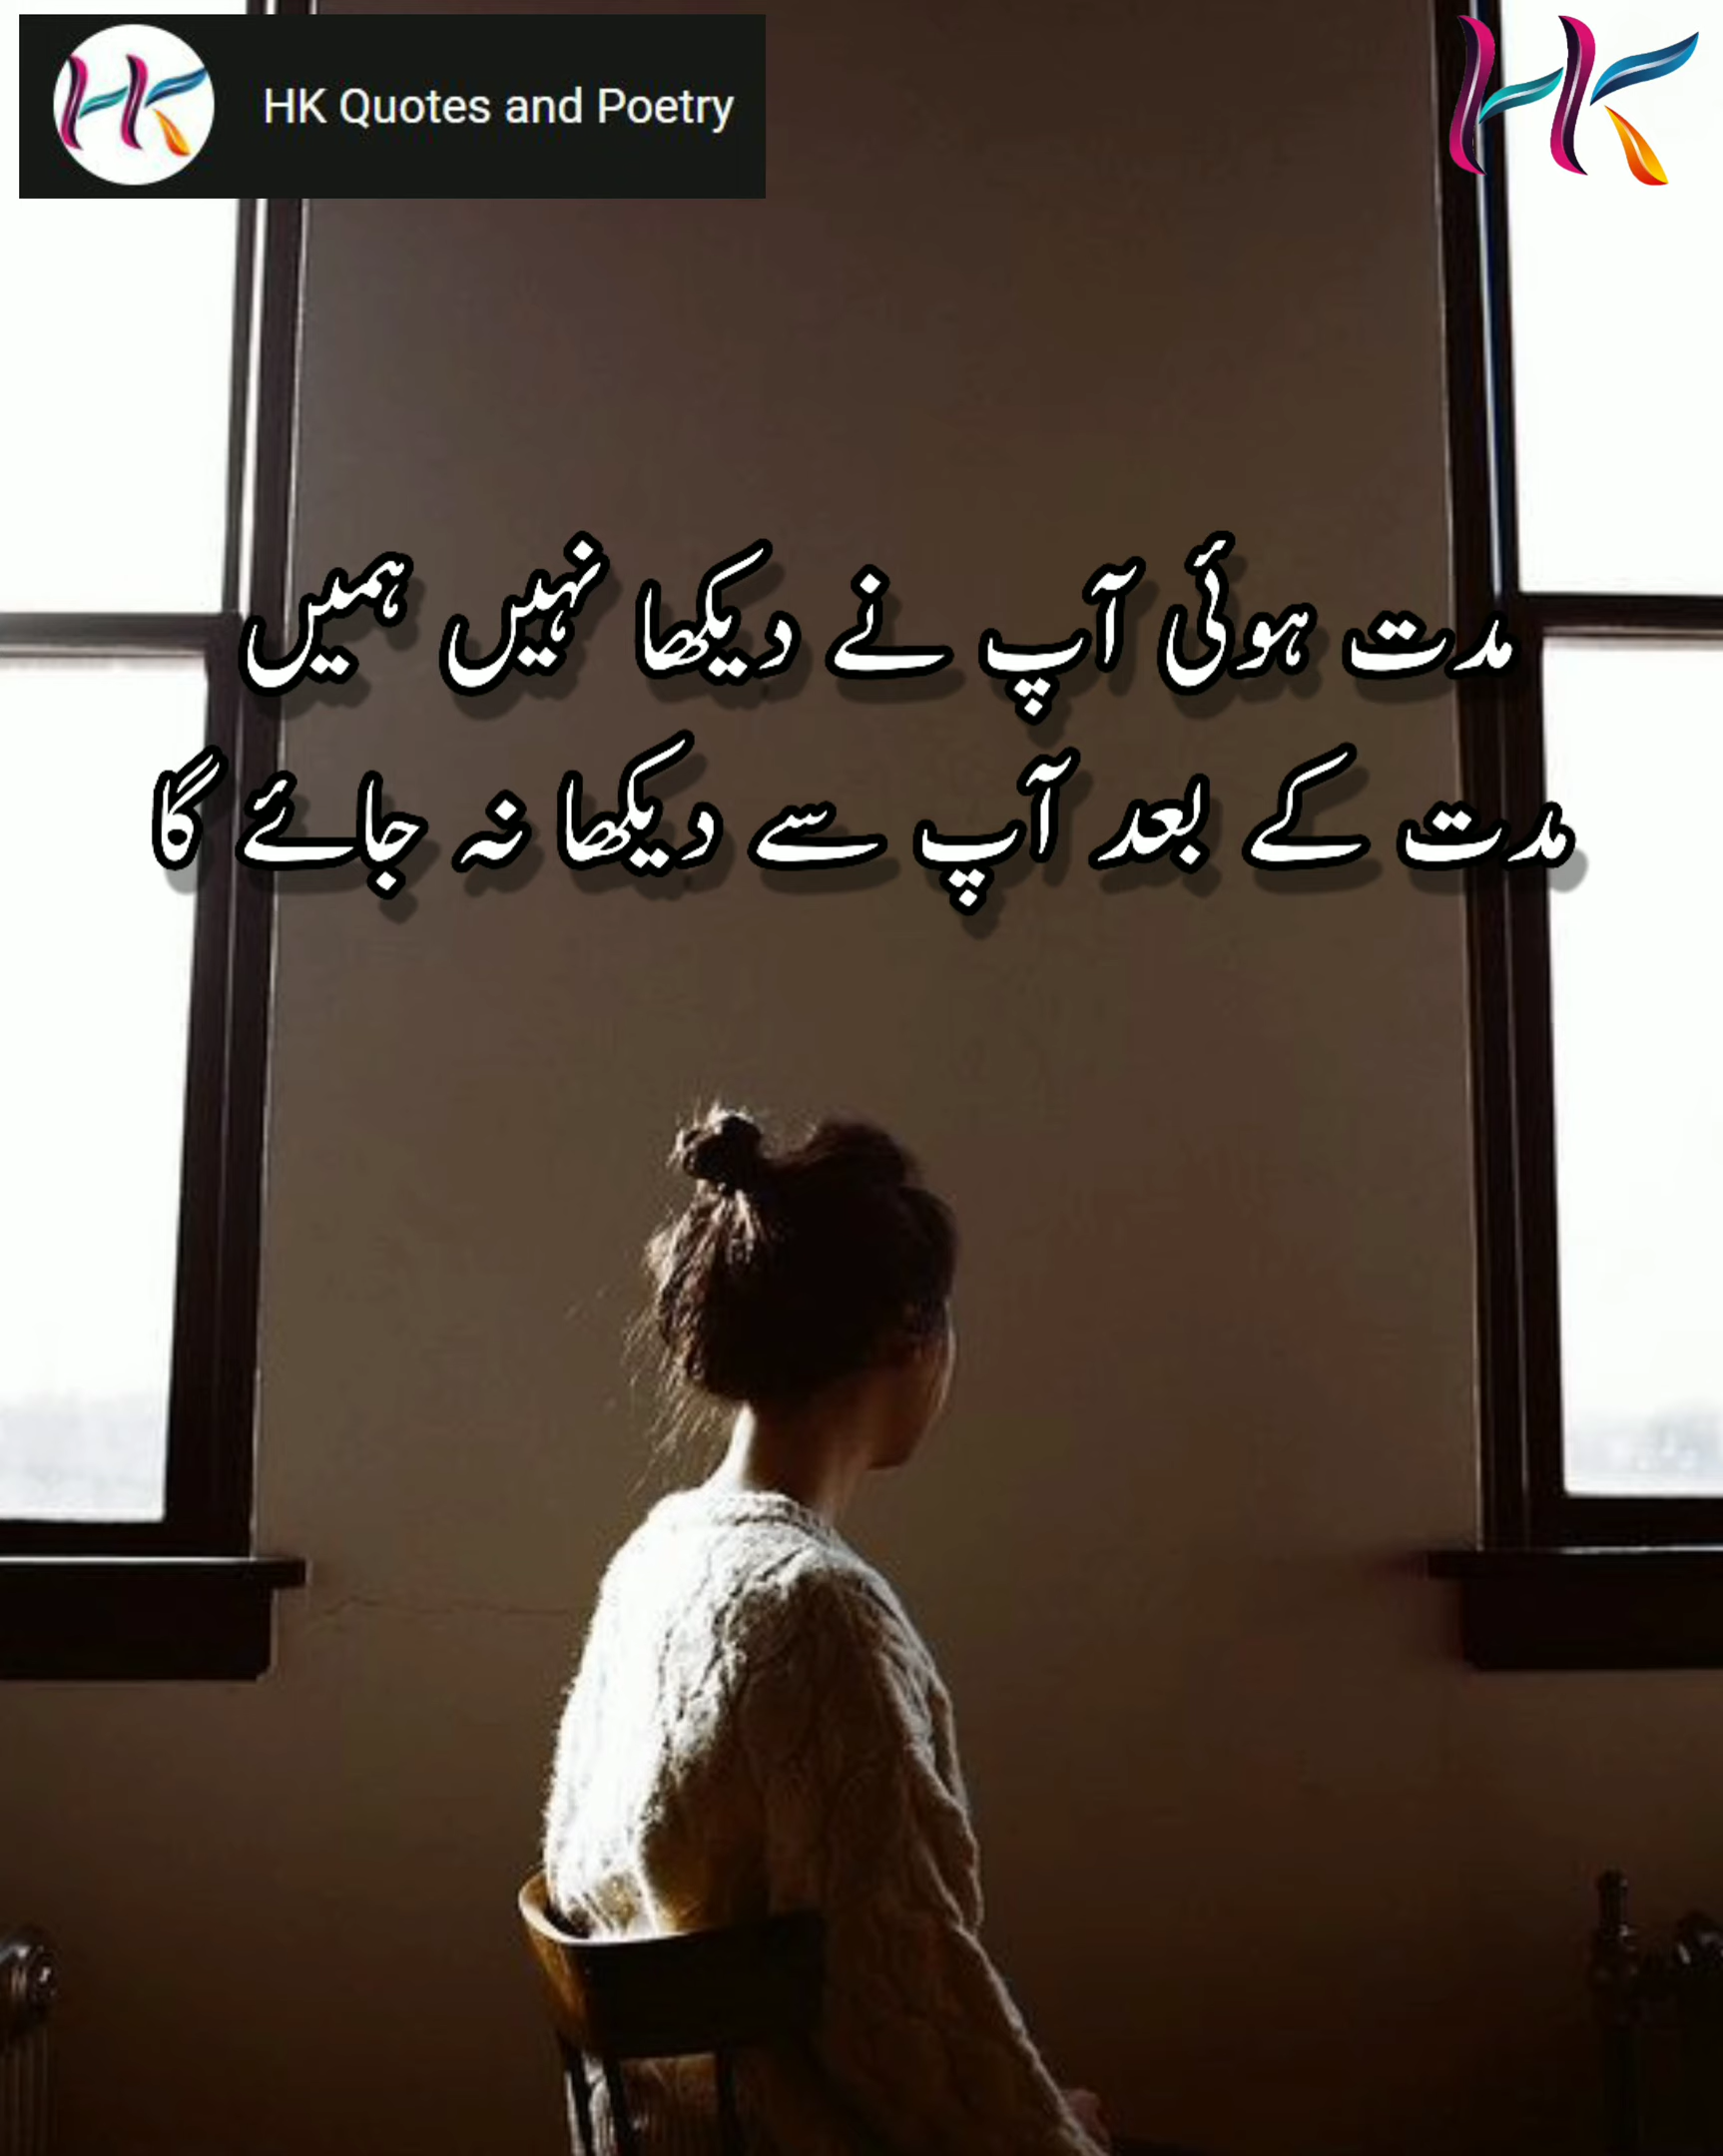 HK Quotes and Poetry
HK
مدت ہوئی آپ نے دیکھا نہیں ہمیں
مدت کے بعد آپ سے دیکھا نہ جائے گا